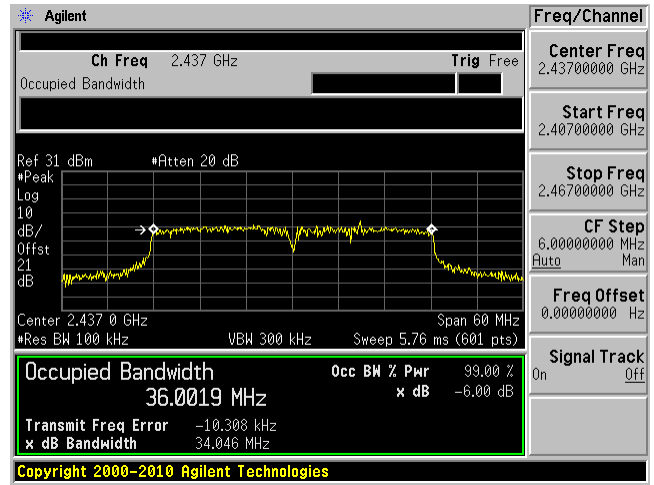 Agilent
Freq/Channel
Ch Freq 2.437 GHz Trig Free
Occupied Bandwidth
Center Freq
2.43700000 GHz
Start Freq
2.40700000 GHz
Stop Freq
2.46700000 GHz
CF Step
6.00000000 MHz
Auto Man
Freq Offset
0.00000000 Hz
Signal Track
On Off
Ref 31 dBm #Atten 20 dB
#Peak
Log
10
dB/
Offst
21
dB
Center 2.437 0 GHz Span 60 MHz
#Res BW 100 kHz VBW 300 kHz Sweep 5.76 ms (601 pts)
Occupied Bandwidth Occ BW % Pwr 99.00 %
36.0019 MHz x dB -6.00 dB
Transmit Freq Error -10.308 kHz
x dB Bandwidth 34.046 MHz
Copyright 2000-2010 Agilent Technologies